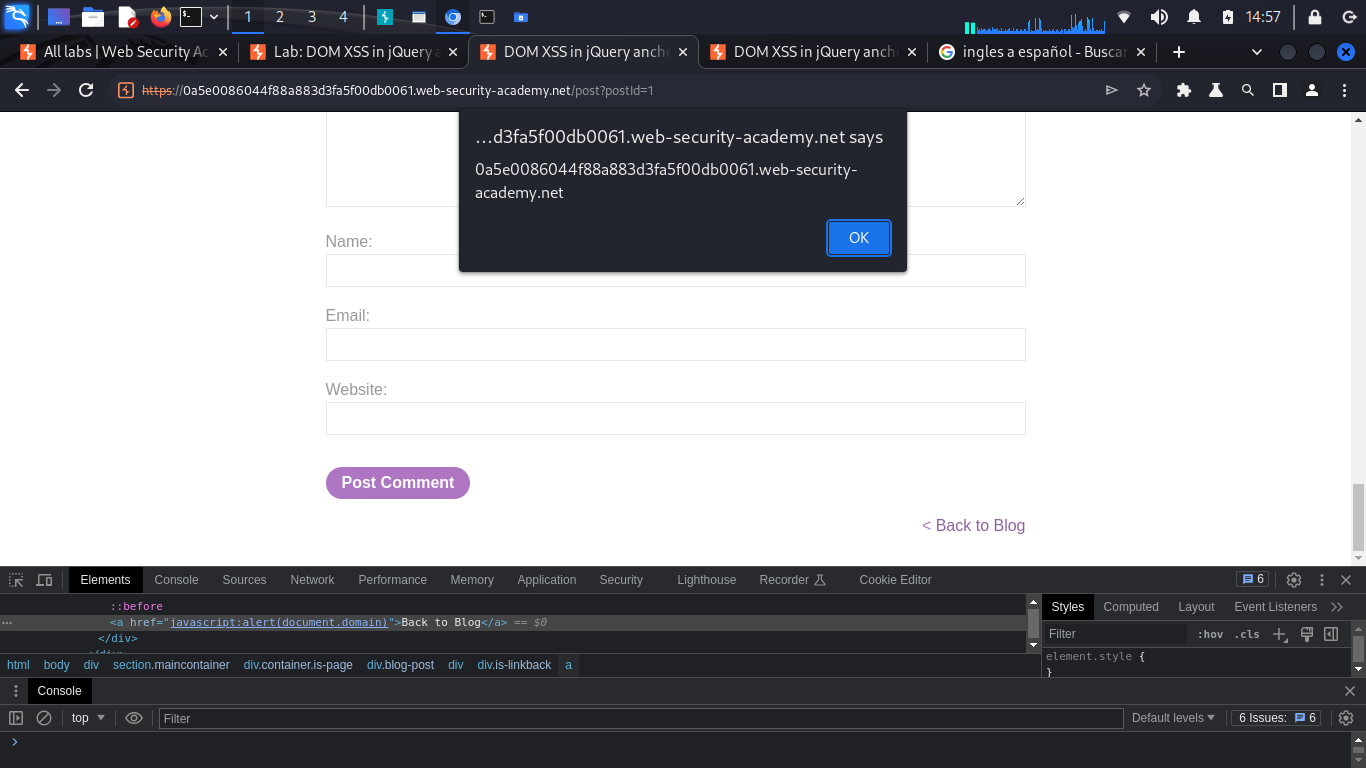 1 2 3 4 14:57
All labs | Web Security Ac
Lab: DOM XSS in jQuery a
DOM XSS in jQuery anch
DOM XSS in jQuery anch
ingles a español - Buscar
https://0a5e0086044f88a883d3fa5f00db0061.web-security-academy.net/post?postId=1
…d3fa5f00db0061.web-security-academy.net says
0a5e0086044f88a883d3fa5f00db0061.web-security-
academy.net
OK
Name:
Email:
Website:
Post Comment
< Back to Blog
Elements Console Sources Network Performance Memory Application Security Lighthouse Recorder Cookie Editor 6
::before
<a href="javascript:alert(document.domain)">Back to Blog</a> == $0
</div>
html body div section.maincontainer div.container.is-page div.blog-post div div.is-linkback a
Styles Computed Layout Event Listeners
Filter :hov .cls
element.style {
}
Console
top Filter Default levels 6 Issues: 6